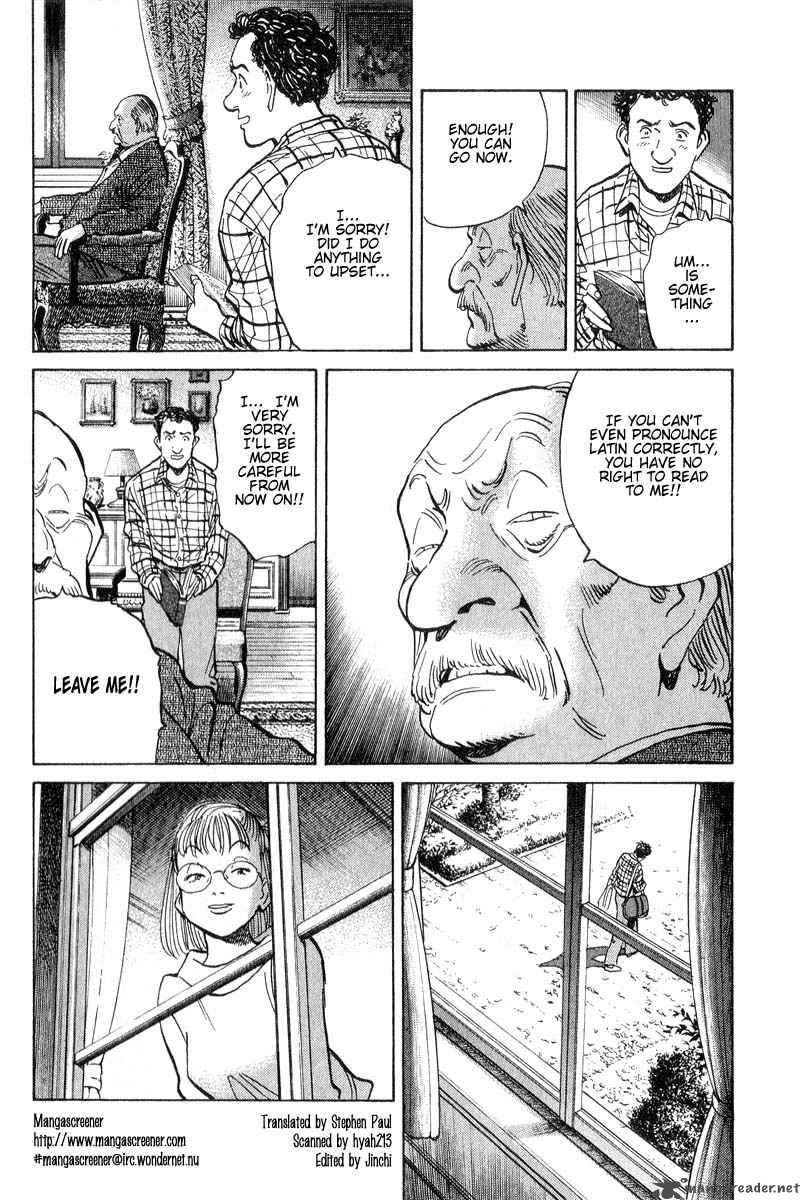 UM...
IS
SOME-
THING
...
ENOUGH!
YOU CAN
GO NOW.
I...
I'M SORRY!
DID I DO
ANYTHING
TO UPSET...
IF YOU CAN'T
EVEN PRONOUNCE
LATIN CORRECTLY,
YOU HAVE NO
RIGHT TO READ
TO ME!!
I... I'M
VERY
SORRY.
I'LL BE
MORE
CAREFUL
FROM
NOW ON!!
LEAVE ME!!
Mangascreener
http://www.mangascreener.com
#mangascreener@irc.wondernet.nu
Translated by Stephen Paul
Scanned by hyah213
Edited by Jinchi
mangareader.net